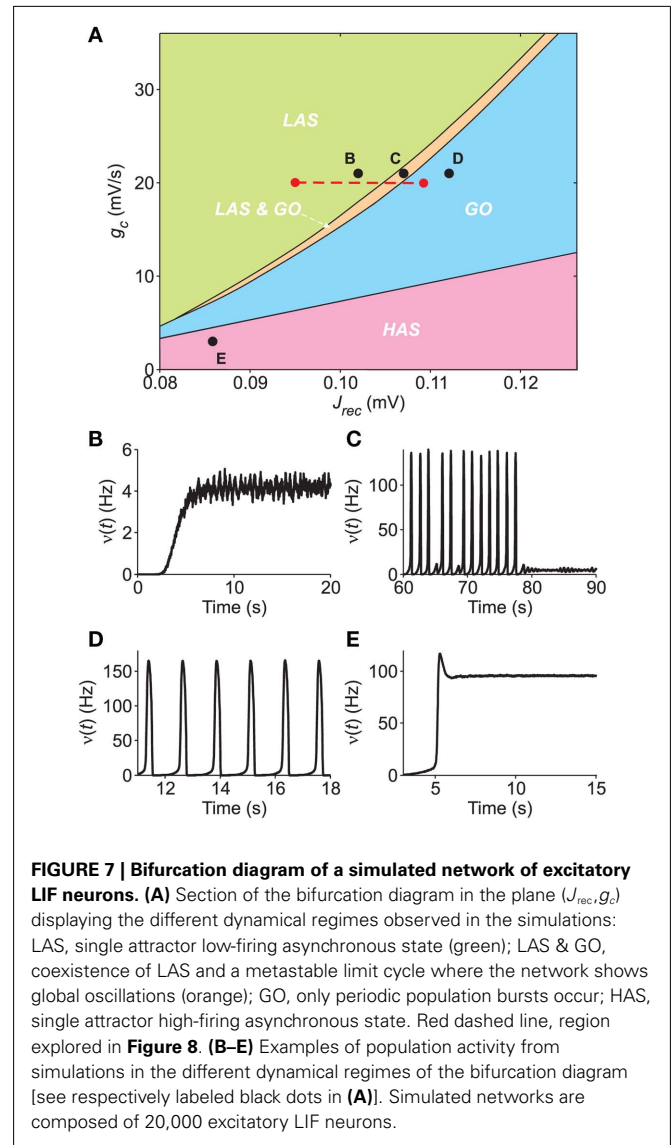 A
30
20
10
0
g_c (mV/s)
LAS
B
C
D
LAS & GO
GO
HAS
E
0.08 0.09 0.10 0.11 0.12
J_rec (mV)
B
6
4
2
0
ν(t) (Hz)
10 20
Time (s)
C
100
50
0
ν(t) (Hz)
60 70 80 90
Time (s)
D
150
100
50
0
ν(t) (Hz)
12 14 16 18
Time (s)
E
100
50
0
ν(t) (Hz)
5 10 15
Time (s)
FIGURE 7 | Bifurcation diagram of a simulated network of excitatory
LIF neurons. (A) Section of the bifurcation diagram in the plane (J_rec, g_c)
displaying the different dynamical regimes observed in the simulations:
LAS, single attractor low-firing asynchronous state (green); LAS & GO,
coexistence of LAS and a metastable limit cycle where the network shows
global oscillations (orange); GO, only periodic population bursts occur; HAS,
single attractor high-firing asynchronous state. Red dashed line, region
explored in Figure 8. (B–E) Examples of population activity from
simulations in the different dynamical regimes of the bifurcation diagram
[see respectively labeled black dots in (A)]. Simulated networks are
composed of 20,000 excitatory LIF neurons.